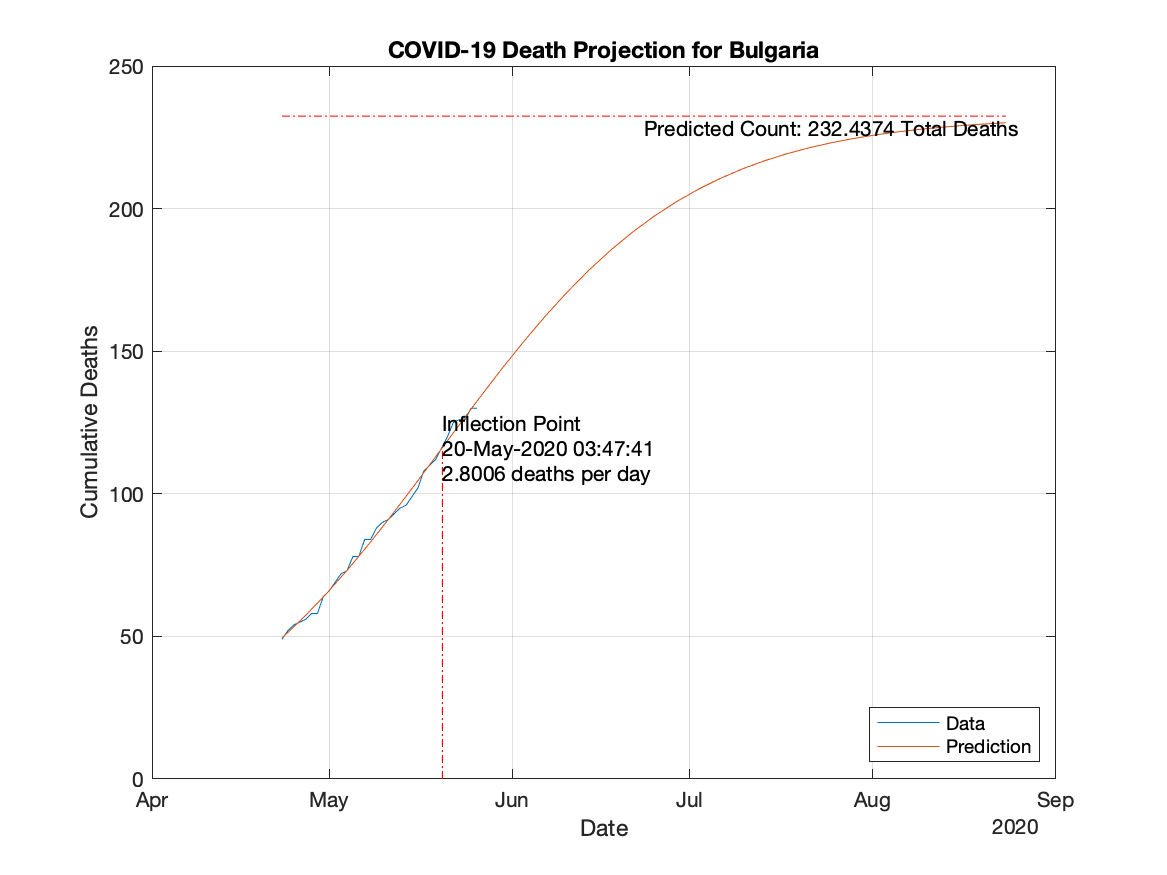 COVID-19 Death Projection for Bulgaria
250
Predicted Count: 232.4374 Total Deaths
200
150
Cumulative Deaths
Inflection Point
20-May-2020 03:47:41
2.8006 deaths per day
100
50
Data
Prediction
0
Apr May Jun Jul Aug Sep
Date
2020